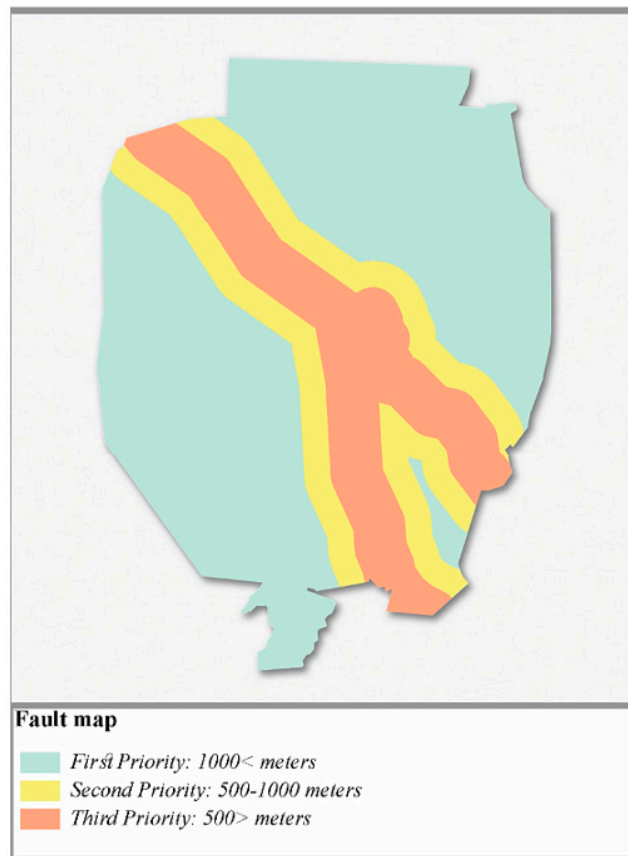 Fault map
First Priority: 1000< meters
Second Priority: 500-1000 meters
Third Priority: 500> meters